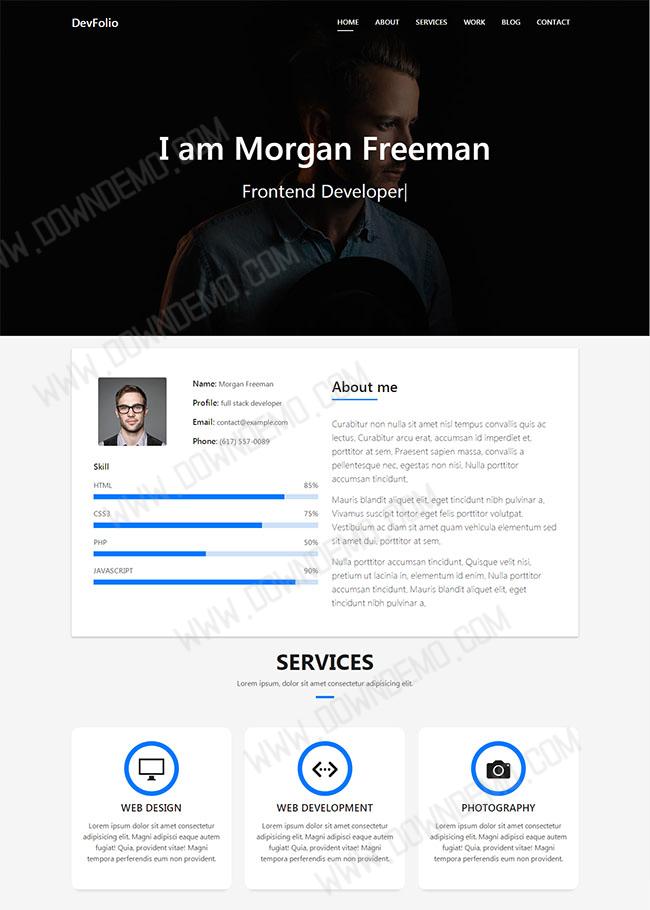 DevFolio
HOME ABOUT SERVICES WORK BLOG CONTACT
I am Morgan Freeman
Frontend Developer|
Name: Morgan Freeman
Profile: full stack developer
Email: contact@example.com
Phone: (617) 557-0089
Skill
HTML 85%
CSS3 75%
PHP 50%
JAVASCRIPT 90%
About me
Curabitur non nulla sit amet nisl tempus convallis quis ac
lectus. Curabitur arcu erat, accumsan id imperdiet et,
porttitor at sem. Praesent sapien massa, convallis a
pellentesque nec, egestas non nisi. Nulla porttitor
accumsan tincidunt.
Mauris blandit aliquet elit, eget tincidunt nibh pulvinar a.
Vivamus suscipit tortor eget felis porttitor volutpat.
Vestibulum ac diam sit amet quam vehicula elementum sed
sit amet dui. porttitor at sem.
Nulla porttitor accumsan tincidunt. Quisque velit nisi,
pretium ut lacinia in, elementum id enim. Nulla porttitor
accumsan tincidunt. Mauris blandit aliquet elit, eget
tincidunt nibh pulvinar a.
SERVICES
Lorem ipsum, dolor sit amet consectetur adipisicing elit.
WEB DESIGN
Lorem ipsum dolor sit amet consectetur
adipisicing elit. Magni adipisci eaque autem
fugiat! Quia, provident vitae! Magni
tempora perferendis eum non provident.
WEB DEVELOPMENT
Lorem ipsum dolor sit amet consectetur
adipisicing elit. Magni adipisci eaque autem
fugiat! Quia, provident vitae! Magni
tempora perferendis eum non provident.
PHOTOGRAPHY
Lorem ipsum dolor sit amet consectetur
adipisicing elit. Magni adipisci eaque autem
fugiat! Quia, provident vitae! Magni
tempora perferendis eum non provident.
WWW.DOWNDEMO.COM
WWW.DOWNDEMO.COM
WWW.DOWNDEMO.COM
WWW.DOWNDEMO.COM
WWW.DOWNDEMO.COM
WWW.DOWNDEMO.COM